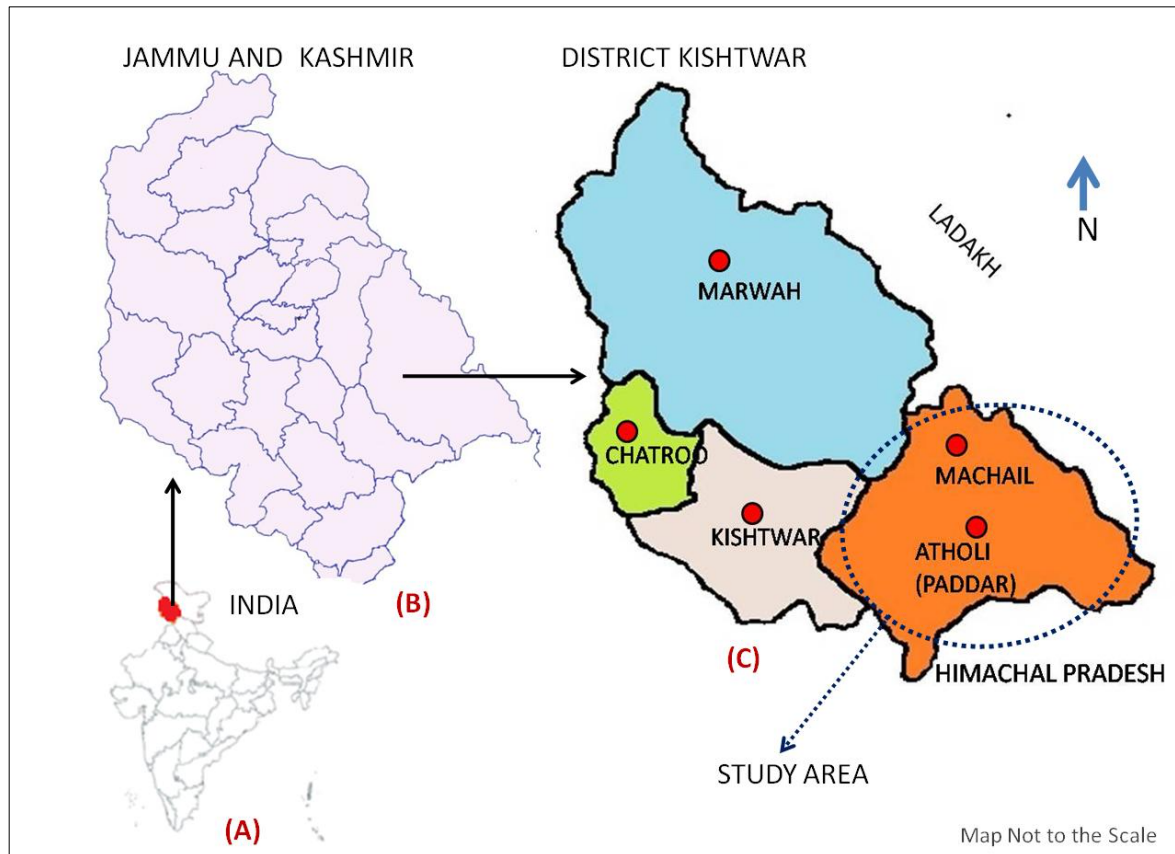 JAMMU AND KASHMIR
DISTRICT KISHTWAR
N
LADAKH
MARWAH
CHATROO
MACHAIL
KISHTWAR
ATHOLI
(PADDAR)
INDIA
(B)
(C)
HIMACHAL PRADESH
STUDY AREA
(A)
Map Not to the Scale